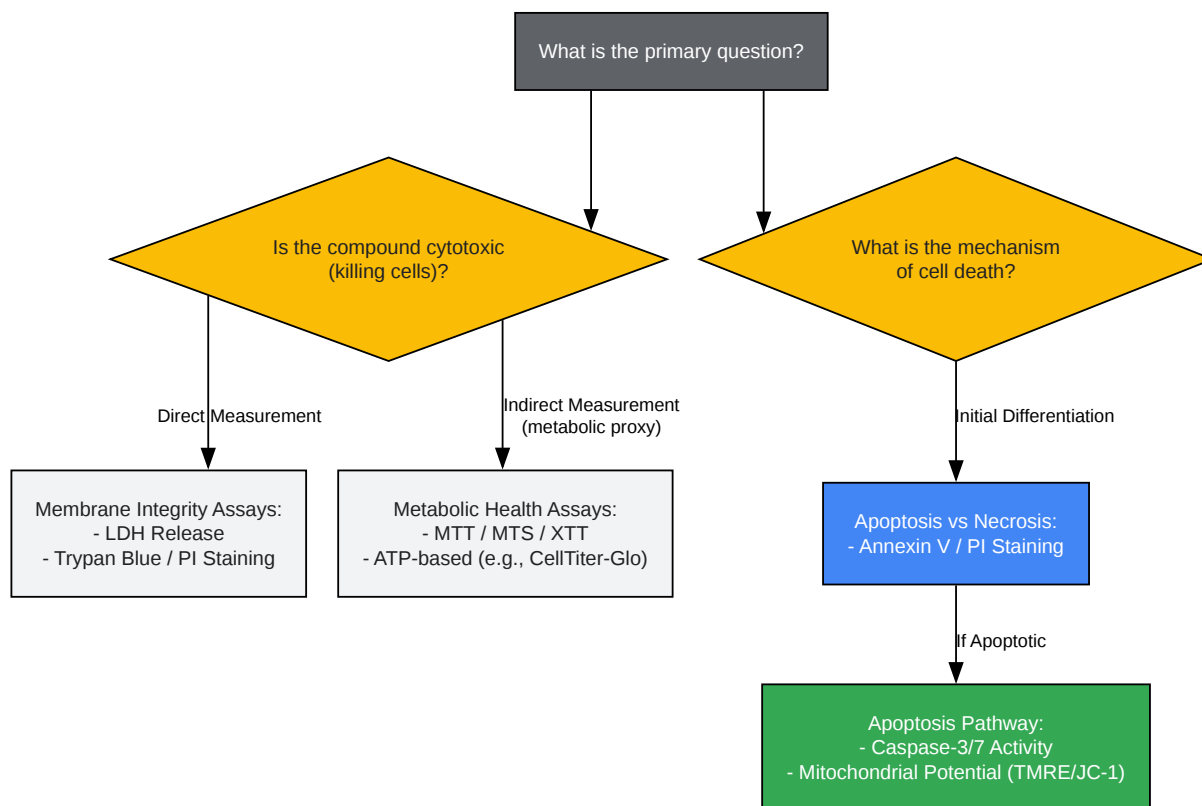 What is the primary question?
Is the compound cytotoxic
(killing cells)?
What is the mechanism
of cell death?
Direct Measurement
Indirect Measurement
(metabolic proxy)
Initial Differentiation
Membrane Integrity Assays:
- LDH Release
- Trypan Blue / PI Staining
Metabolic Health Assays:
- MTT / MTS / XTT
- ATP-based (e.g., CellTiter-Glo)
Apoptosis vs Necrosis:
- Annexin V / PI Staining
If Apoptotic
Apoptosis Pathway:
- Caspase-3/7 Activity
- Mitochondrial Potential (TMRE/JC-1)